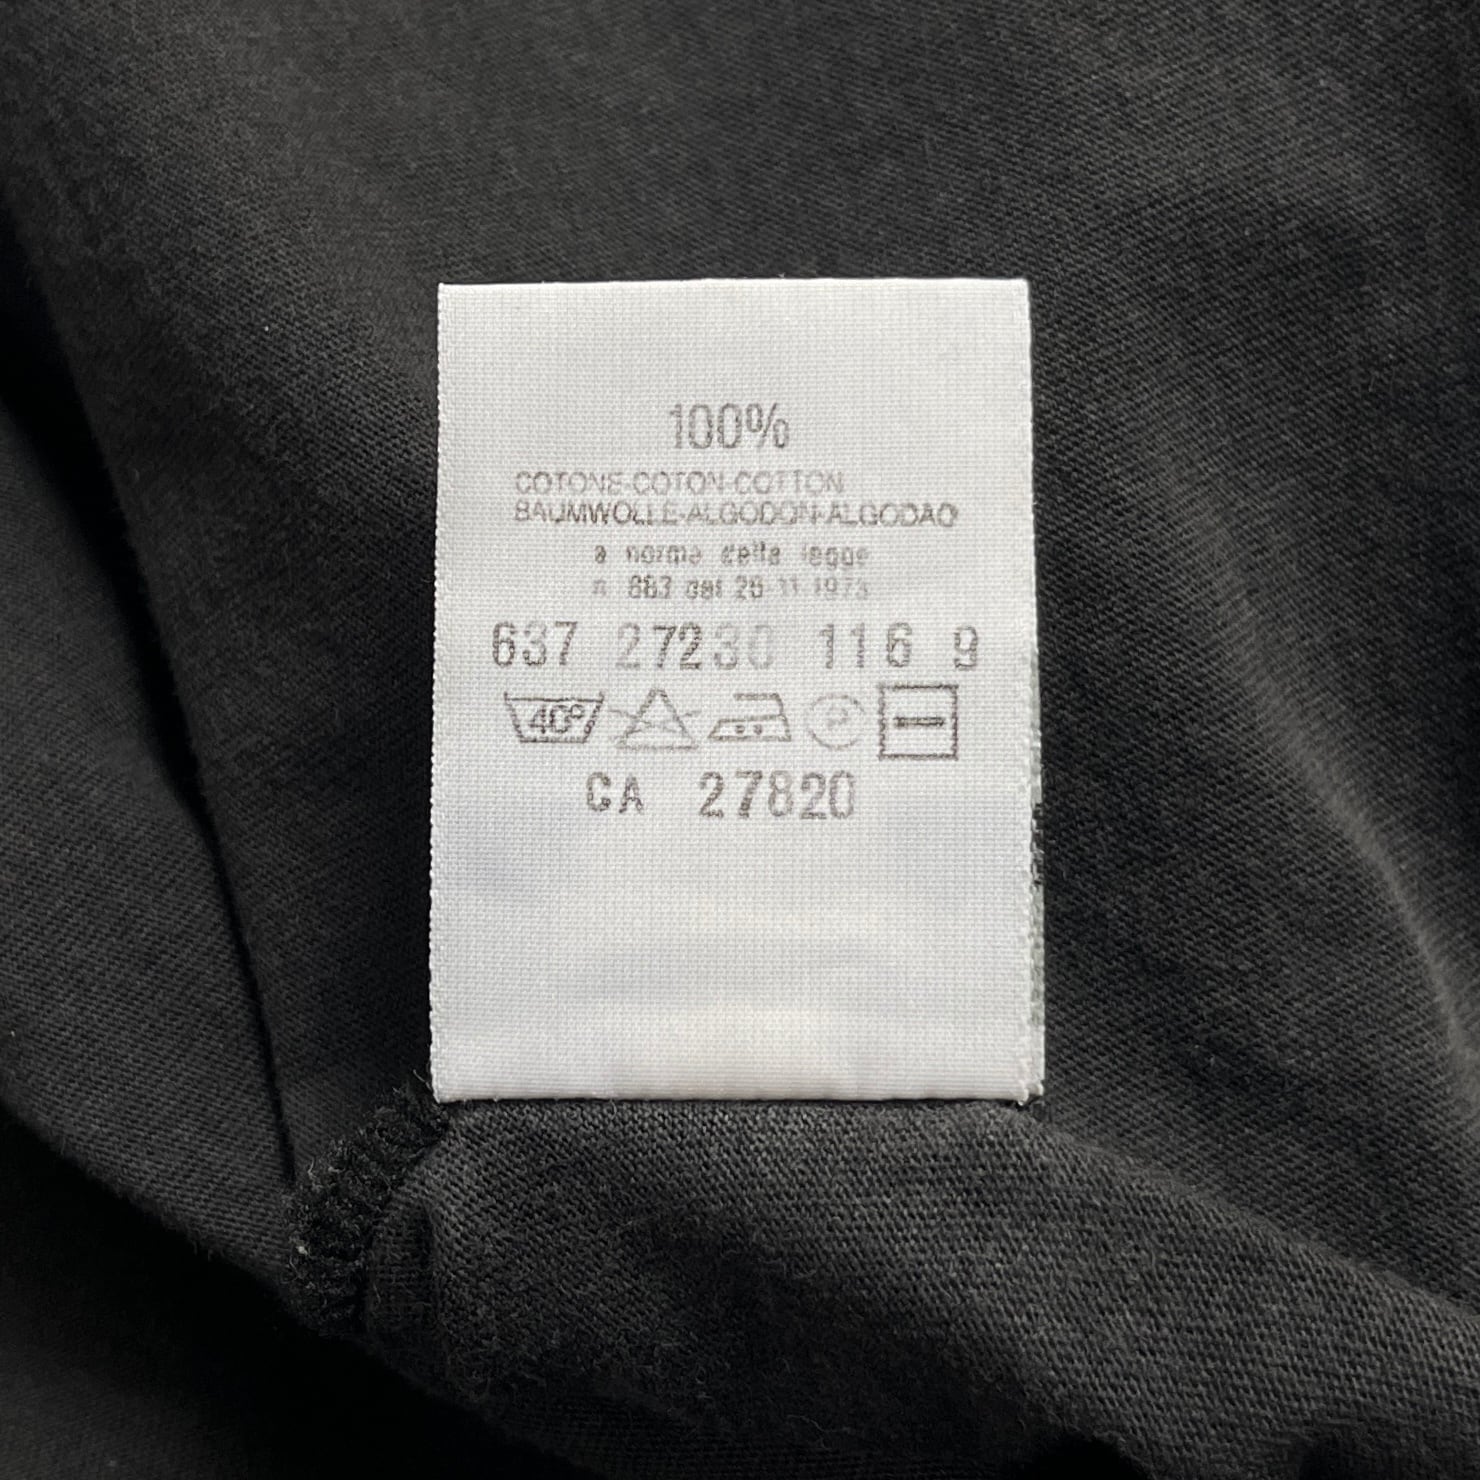 100%
COTONE-COTON-COTTON
BAUMWOLLE-ALGODON-ALGODAO
a norma della legge
n 883 del 26-11-1973
637 27230 116 9
40° P
CA 27820